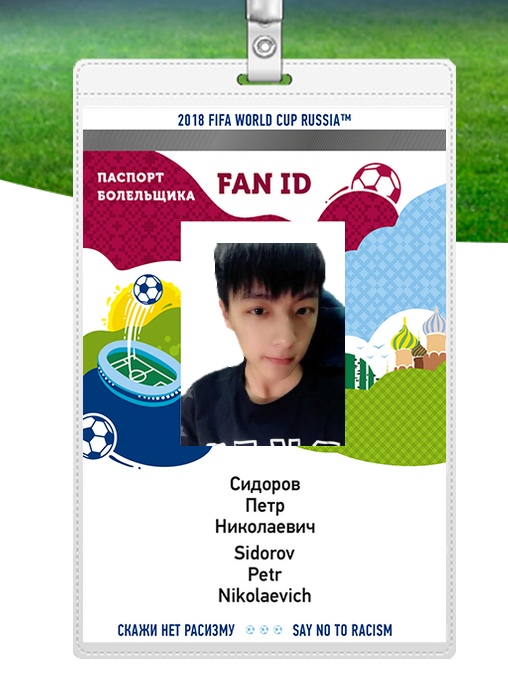 2018 FIFA WORLD CUP RUSSIA™
ПАСПОРТ
БОЛЕЛЬЩИКА
FAN ID
Сидоров
Петр
Николаевич
Sidorov
Petr
Nikolaevich
СКАЖИ НЕТ РАСИЗМУ
SAY NO TO RACISM